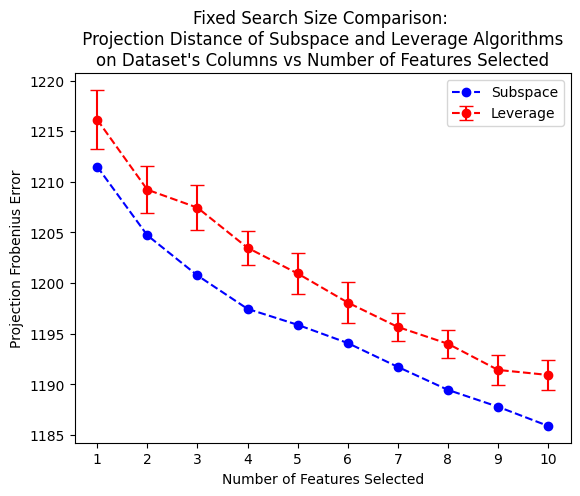 Fixed Search Size Comparison:
Projection Distance of Subspace and Leverage Algorithms
on Dataset's Columns vs Number of Features Selected
Subspace
Leverage
Projection Frobenius Error
1220
1215
1210
1205
1200
1195
1190
1185
1 2 3 4 5 6 7 8 9 10
Number of Features Selected